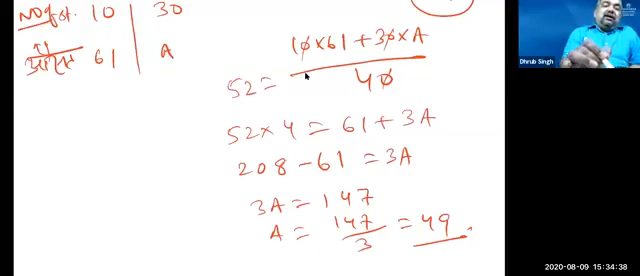 No of st. 10 | 30
औसत 61 | A
52 = 10×61 + 30×A / 40
52 × 4 = 61 + 3A
208 - 61 = 3A
3A = 147
A = 147 / 3 = 49
Dhrub Singh
2020-08-09 15:34:38